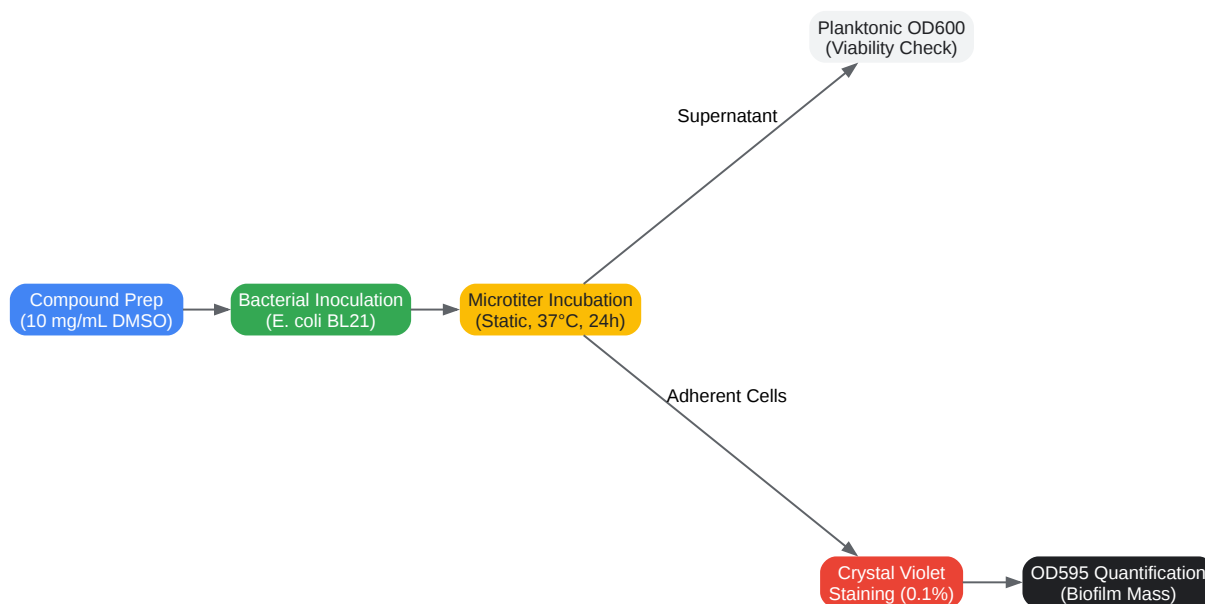 Planktonic OD600
(Viability Check)
Supernatant
Compound Prep
(10 mg/mL DMSO)
Bacterial Inoculation
(E. coli BL21)
Microtiter Incubation
(Static, 37°C, 24h)
Adherent Cells
Crystal Violet
Staining (0.1%)
OD595 Quantification
(Biofilm Mass)